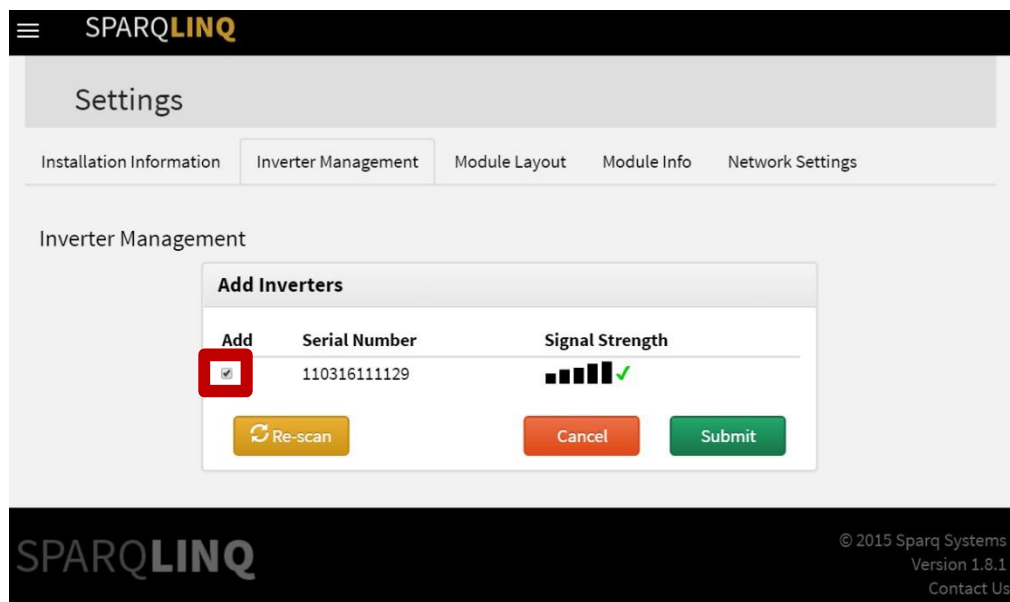 SPARQLINQ
Settings
Installation Information Inverter Management Module Layout Module Info Network Settings
Inverter Management
Add Inverters
Add Serial Number Signal Strength
110316111129
Re-scan Cancel Submit
SPARQLINQ
© 2015 Sparq Systems
Version 1.8.1
Contact Us